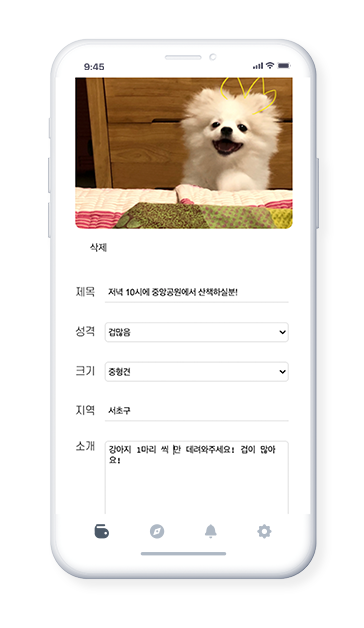 9:45
삭제
제목 저녁 10시에 중앙공원에서 산책하실분!
성격 겁많음
크기 중형견
지역 서초구
소개 강아지 1마리 씩 만 데려와주세요! 겁이 많아
요!